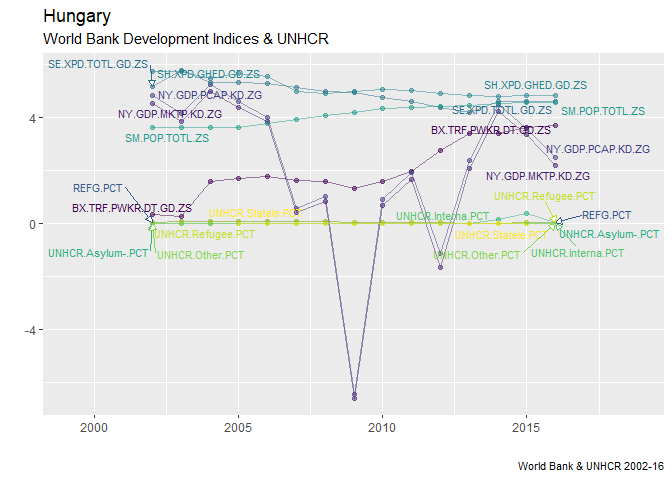 Hungary
World Bank Development Indices & UNHCR
SE.XPD.TOTL.GD.ZS
SH.XPD.GHED.GD.ZS
SH.XPD.GHED.GD.ZS
NY.GDP.PCAP.KD.ZG
NY.GDP.MKTP.KD.ZG
SE.XPD.TOTL.GD.ZS
SM.POP.TOTL.ZS
4
BX.TRF.PWKR.DT.GD.ZS
SM.POP.TOTL.ZS
NY.GDP.PCAP.KD.ZG
NY.GDP.MKTP.KD.ZG
REFG.PCT
UNHCR.Refugee.PCT
BX.TRF.PWKR.DT.GD.ZS
UNHCR.Statele.PCT
UNHCR.Interna.PCT
REFG.PCT
0
UNHCR.Refugee.PCT
UNHCR.Statele.PCT
UNHCR.Asylum-.PCT
UNHCR.Asylum-.PCT
UNHCR.Other.PCT
UNHCR.Other.PCT
UNHCR.Interna.PCT
-4
2000
2005
2010
2015
World Bank & UNHCR 2002-16